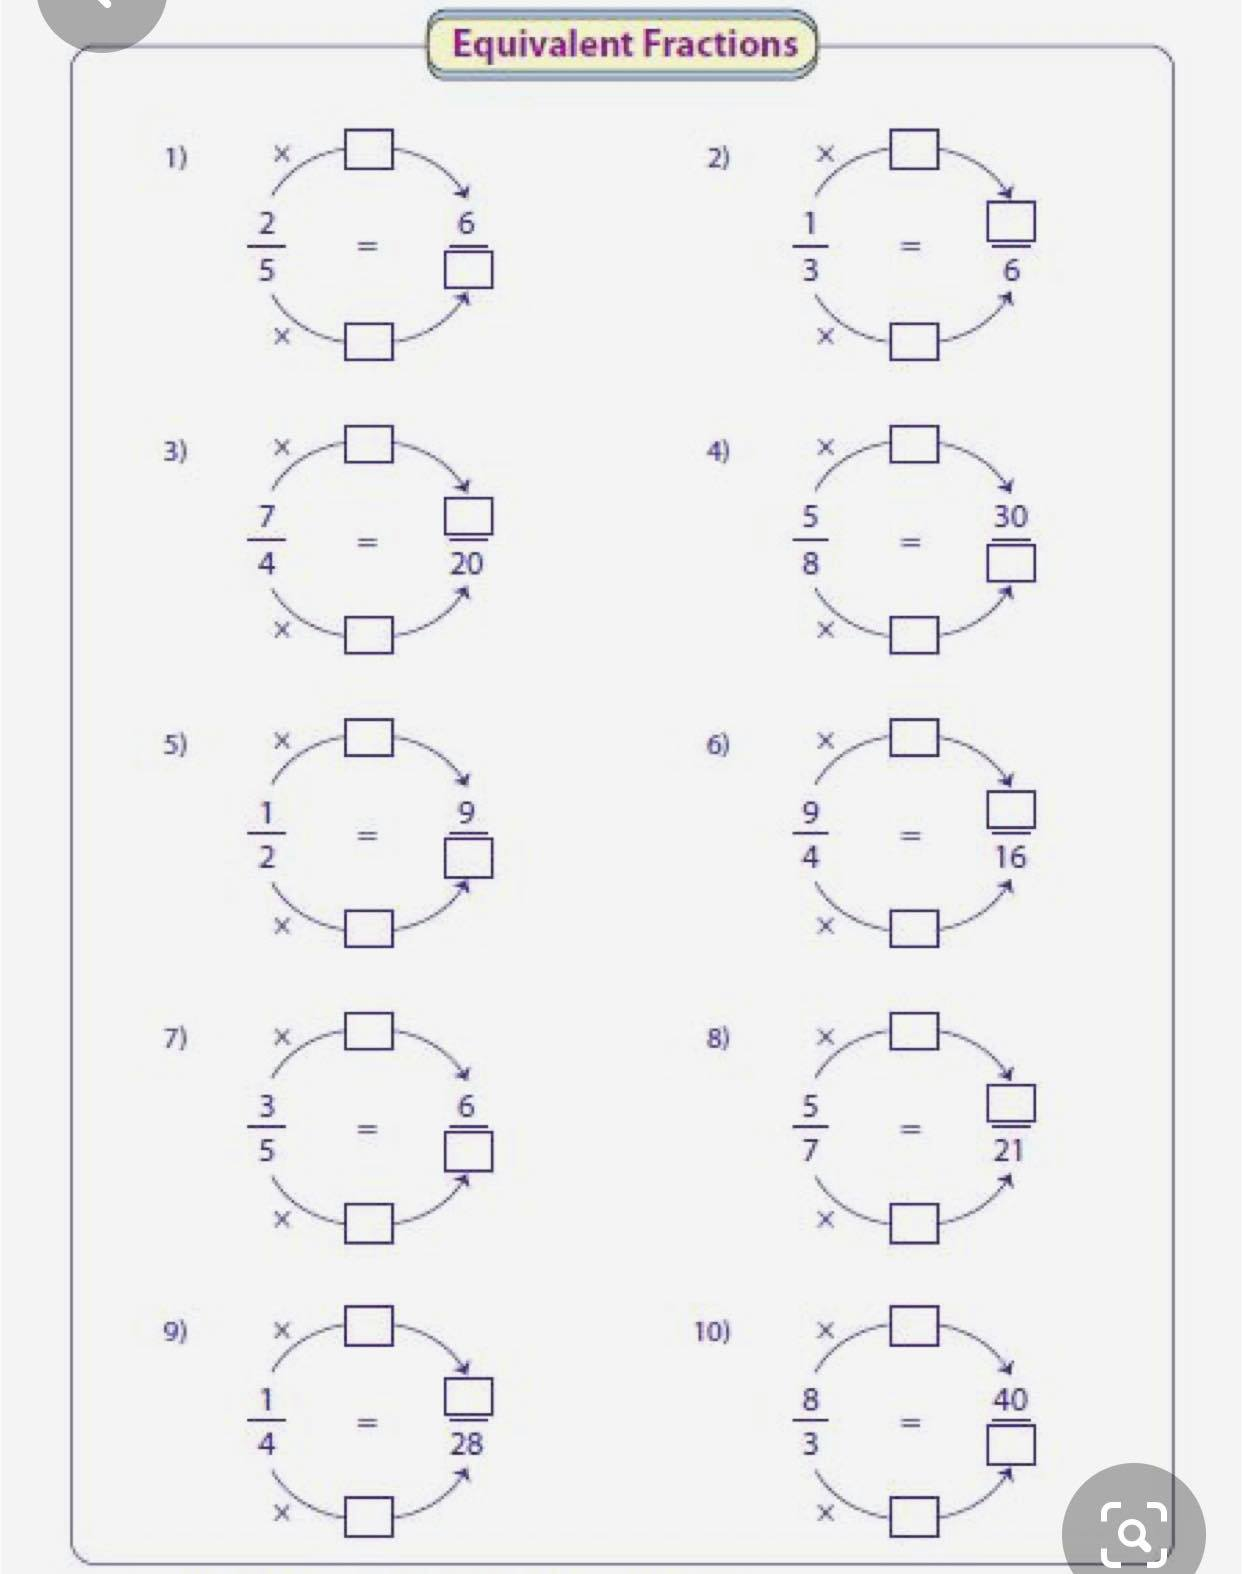 Equivalent Fractions
1) × 2/5 = 6/□ ×
2) × 1/3 = □/6 ×
3) × 7/4 = □/20 ×
4) × 5/8 = 30/□ ×
5) × 1/2 = 9/□ ×
6) × 9/4 = □/16 ×
7) × 3/5 = 6/□ ×
8) × 5/7 = □/21 ×
9) × 1/4 = □/28 ×
10) × 8/3 = 40/□ ×